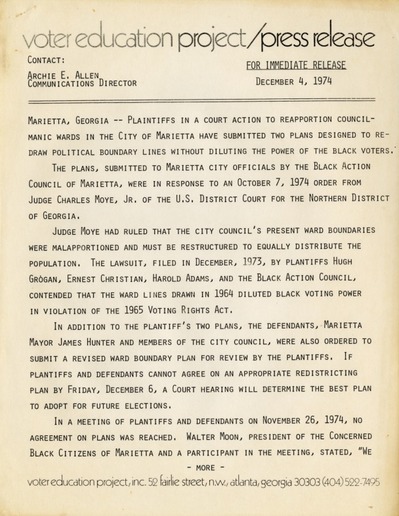 voter education project/press release
CONTACT:
FOR IMMEDIATE RELEASE
ARCHIE E. ALLEN
COMMUNICATIONS DIRECTOR
DECEMBER 4, 1974
MARIETTA, GEORGIA -- PLAINTIFFS IN A COURT ACTION TO REAPPORTION COUNCIL-
MANIC WARDS IN THE CITY OF MARIETTA HAVE SUBMITTED TWO PLANS DESIGNED TO RE-
DRAW POLITICAL BOUNDARY LINES WITHOUT DILUTING THE POWER OF THE BLACK VOTERS.
THE PLANS, SUBMITTED TO MARIETTA CITY OFFICIALS BY THE BLACK ACTION
COUNCIL OF MARIETTA, WERE IN RESPONSE TO AN OCTOBER 7, 1974 ORDER FROM
JUDGE CHARLES MOYE, JR. OF THE U.S. DISTRICT COURT FOR THE NORTHERN DISTRICT
OF GEORGIA.
JUDGE MOYE HAD RULED THAT THE CITY COUNCIL'S PRESENT WARD BOUNDARIES
WERE MALAPPORTIONED AND MUST BE RESTRUCTURED TO EQUALLY DISTRIBUTE THE
POPULATION. THE LAWSUIT, FILED IN DECEMBER, 1973, BY PLAINTIFFS HUGH
GROGAN, ERNEST CHRISTIAN, HAROLD ADAMS, AND THE BLACK ACTION COUNCIL,
CONTENDED THAT THE WARD LINES DRAWN IN 1964 DILUTED BLACK VOTING POWER
IN VIOLATION OF THE 1965 VOTING RIGHTS ACT.
IN ADDITION TO THE PLAINTIFF'S TWO PLANS, THE DEFENDANTS, MARIETTA
MAYOR JAMES HUNTER AND MEMBERS OF THE CITY COUNCIL, WERE ALSO ORDERED TO
SUBMIT A REVISED WARD BOUNDARY PLAN FOR REVIEW BY THE PLAINTIFFS. IF
PLAINTIFFS AND DEFENDANTS CANNOT AGREE ON AN APPROPRIATE REDISTRICTING
PLAN BY FRIDAY, DECEMBER 6, A COURT HEARING WILL DETERMINE THE BEST PLAN
TO ADOPT FOR FUTURE ELECTIONS.
IN A MEETING OF PLAINTIFFS AND DEFENDANTS ON NOVEMBER 26, 1974, NO
AGREEMENT ON PLANS WAS REACHED. WALTER MOON, PRESIDENT OF THE CONCERNED
BLACK CITIZENS OF MARIETTA AND A PARTICIPANT IN THE MEETING, STATED, "WE
- MORE -
voter education project, inc. 52 fairlie street, n.w., atlanta, georgia 30303 (404) 522-7495